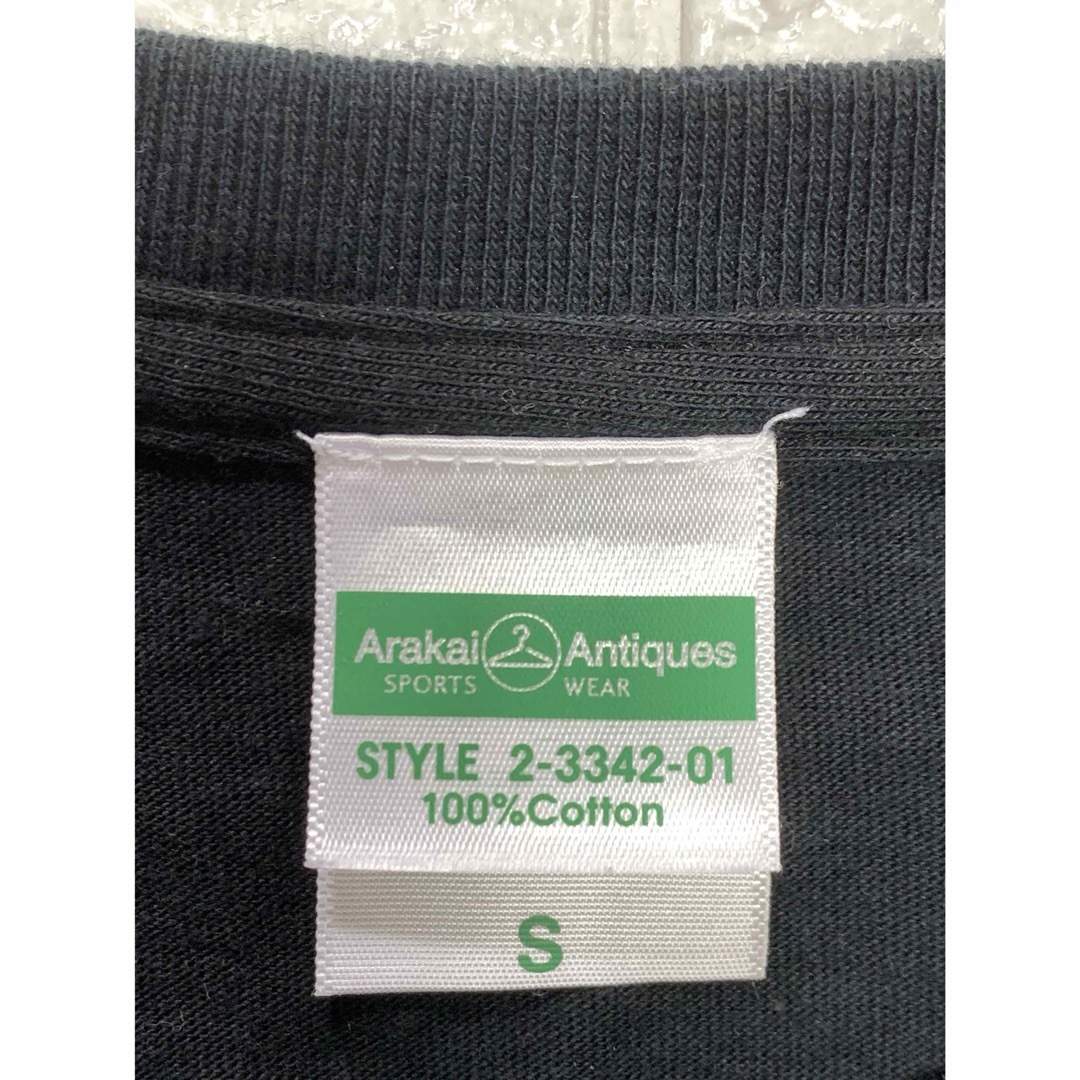 Arakai Antiques
SPORTS WEAR
STYLE 2-3342-01
100%Cotton
S